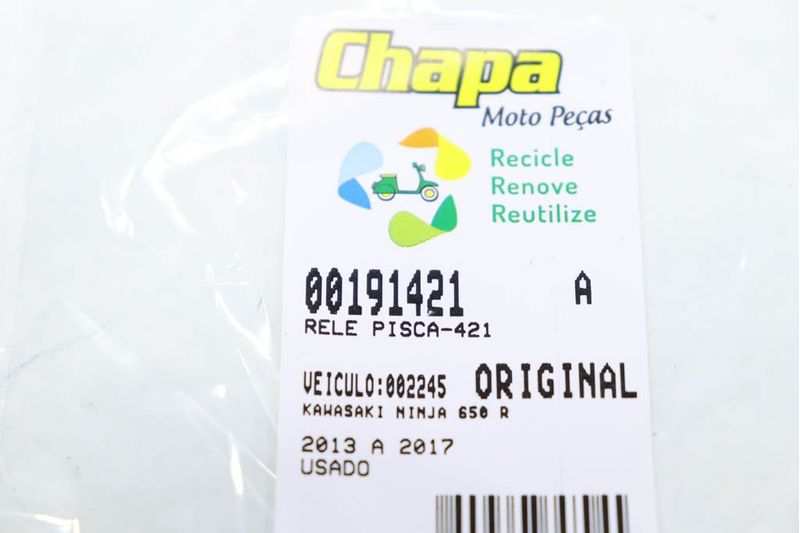 Chapa
Moto Peças
Recicle
Renove
Reutilize
00191421 A
RELE PISCA-421
VEICULO:002245 ORIGINAL
KAWASAKI NINJA 650 R
2013 A 2017
USADO